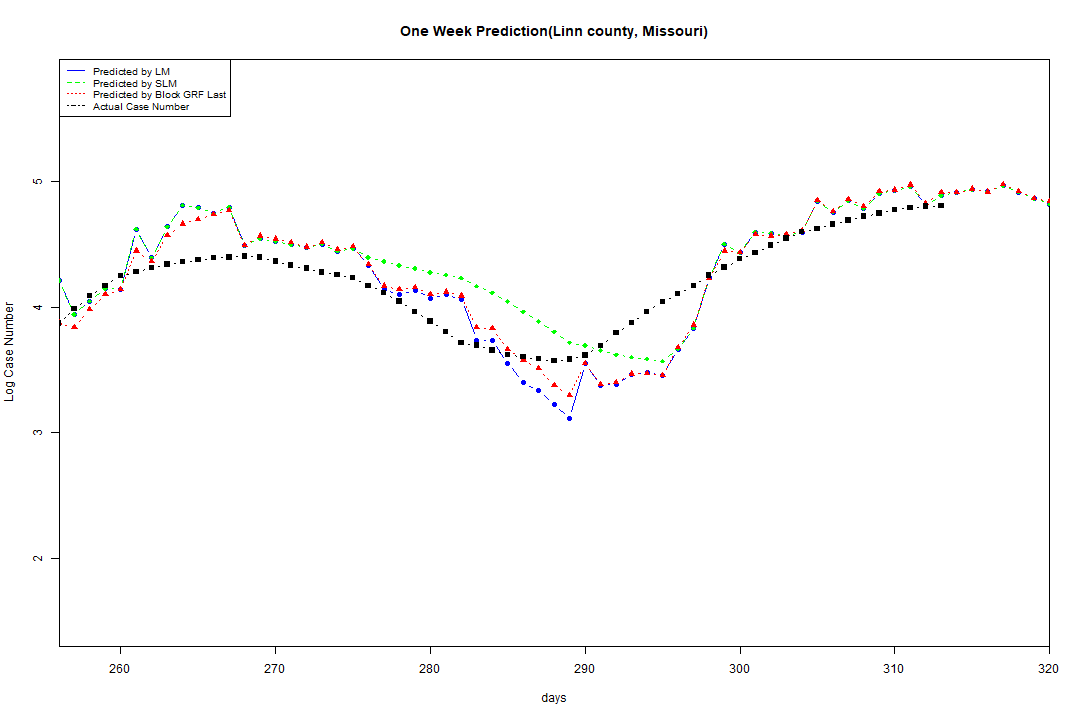 One Week Prediction(Linn county, Missouri)
Predicted by LM
Predicted by SLM
Predicted by Block GRF Last
Actual Case Number
5
4
3
2
Log Case Number
260 270 280 290 300 310 320
days